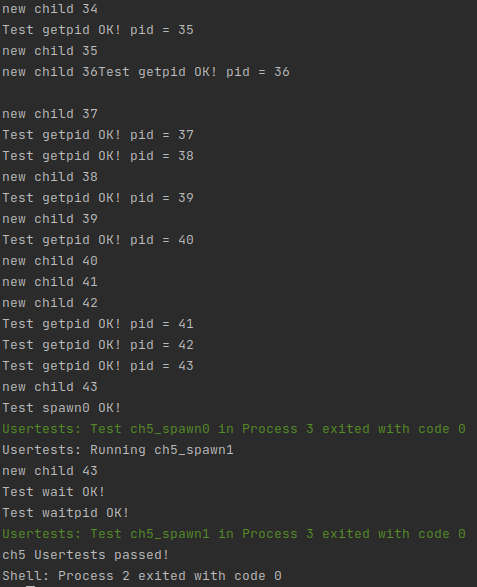 new child 34
Test getpid OK! pid = 35
new child 35
new child 36Test getpid OK! pid = 36
new child 37
Test getpid OK! pid = 37
Test getpid OK! pid = 38
new child 38
Test getpid OK! pid = 39
new child 39
Test getpid OK! pid = 40
new child 40
new child 41
new child 42
Test getpid OK! pid = 41
Test getpid OK! pid = 42
Test getpid OK! pid = 43
new child 43
Test spawn0 OK!
Usertests: Test ch5_spawn0 in Process 3 exited with code 0
Usertests: Running ch5_spawn1
new child 43
Test wait OK!
Test waitpid OK!
Usertests: Test ch5_spawn1 in Process 3 exited with code 0
ch5 Usertests passed!
Shell: Process 2 exited with code 0